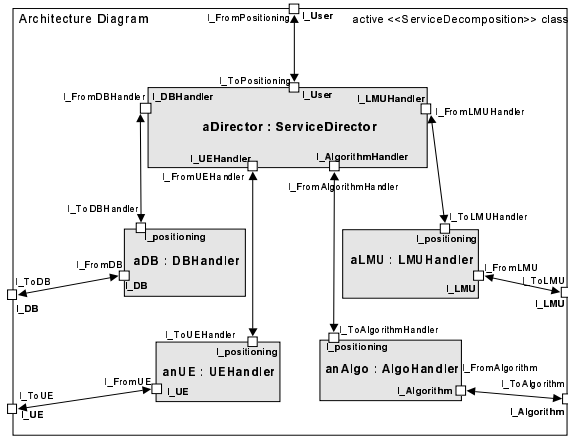 Architecture Diagram
I_User
active <<ServiceDecomposition>> class
I_FromPositioning
I_ToPositioning
I_User
I_FromDBHandler
I_DBHandler
I_LMUHandler
I_FromLMUHandler
aDirector : ServiceDirector
I_UEHandler
I_AlgorithmHandler
I_FromUEHandler
I_FromAlgorithmHandler
I_ToDBHandler
I_positioning
I_ToLMUHandler
I_positioning
aDB : DBHandler
aLMU : LMUHandler
I_ToDB
I_FromDB
I_DB
I_DB
I_FromLMU
I_ToLMU
I_LMU
I_LMU
I_ToUEHandler
I_positioning
I_ToAlgorithmHandler
I_positioning
anUE : UEHandler
anAlgo : AlgoHandler
I_ToUE
I_FromUE
I_UE
I_UE
I_FromAlgorithm
I_ToAlgorithm
I_Algorithm
I_Algorithm